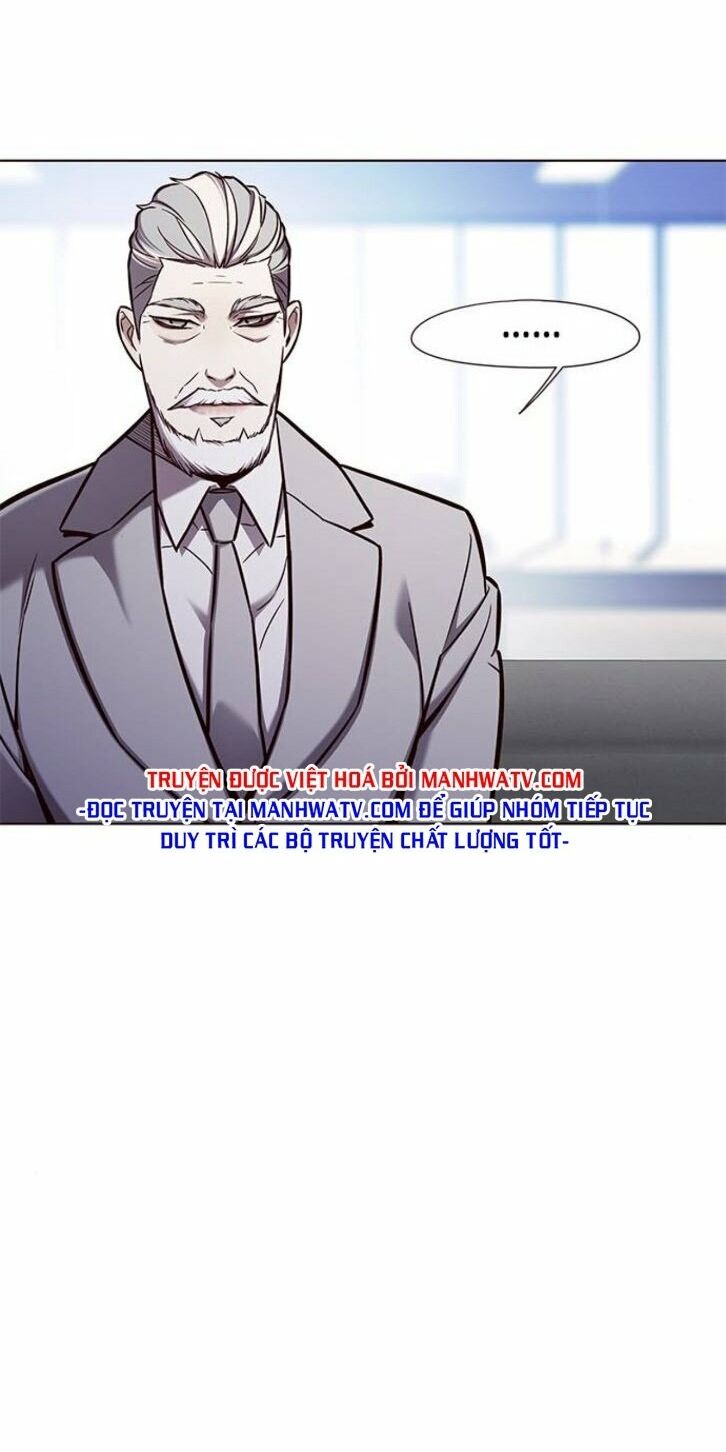 ......
TRUYỆN ĐƯỢC VIỆT HOÁ BỞI MANHWATV.COM
-ĐỌC TRUYỆN TẠI MANHWATV.COM ĐỂ GIÚP NHÓM TIẾP TỤC
DUY TRÌ CÁC BỘ TRUYỆN CHẤT LƯỢNG TỐT-